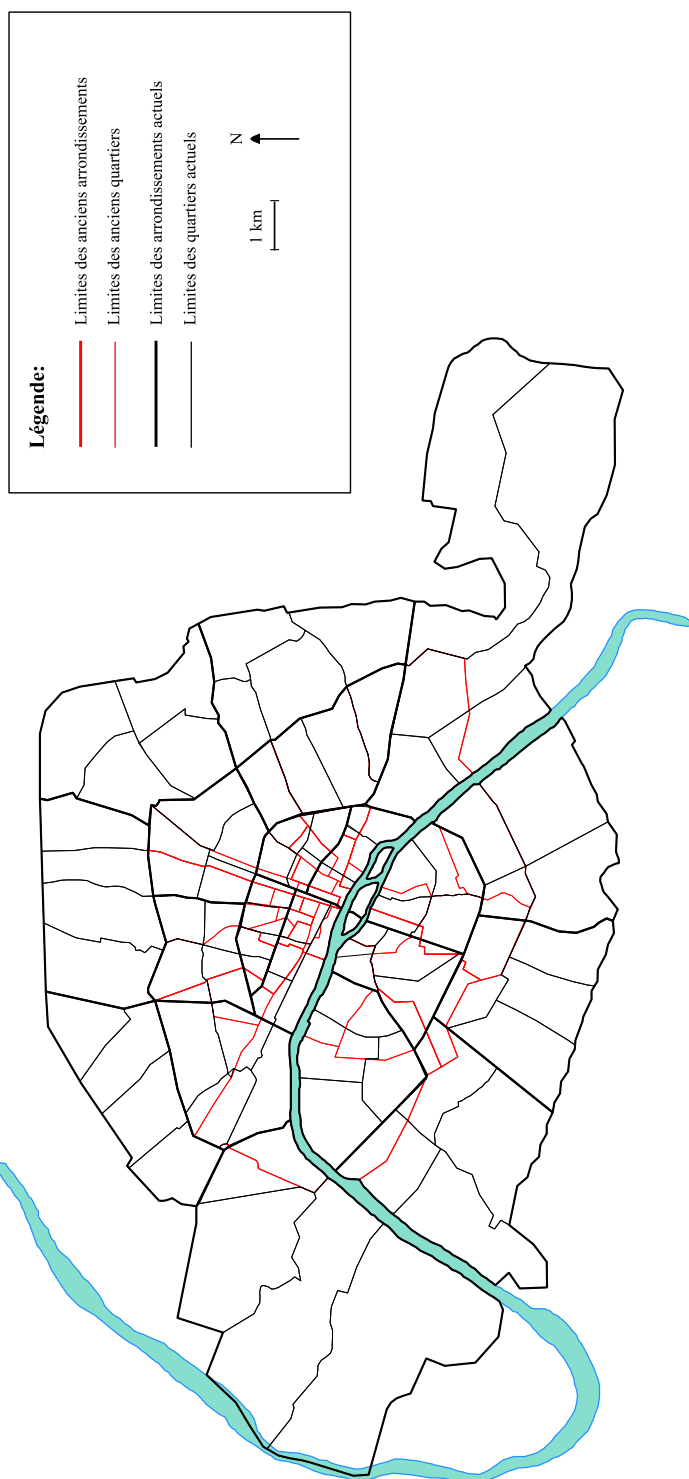 Légende:
Limites des anciens arrondissements
Limites des anciens quartiers
Limites des arrondissements actuels
Limites des quartiers actuels
1 km
N